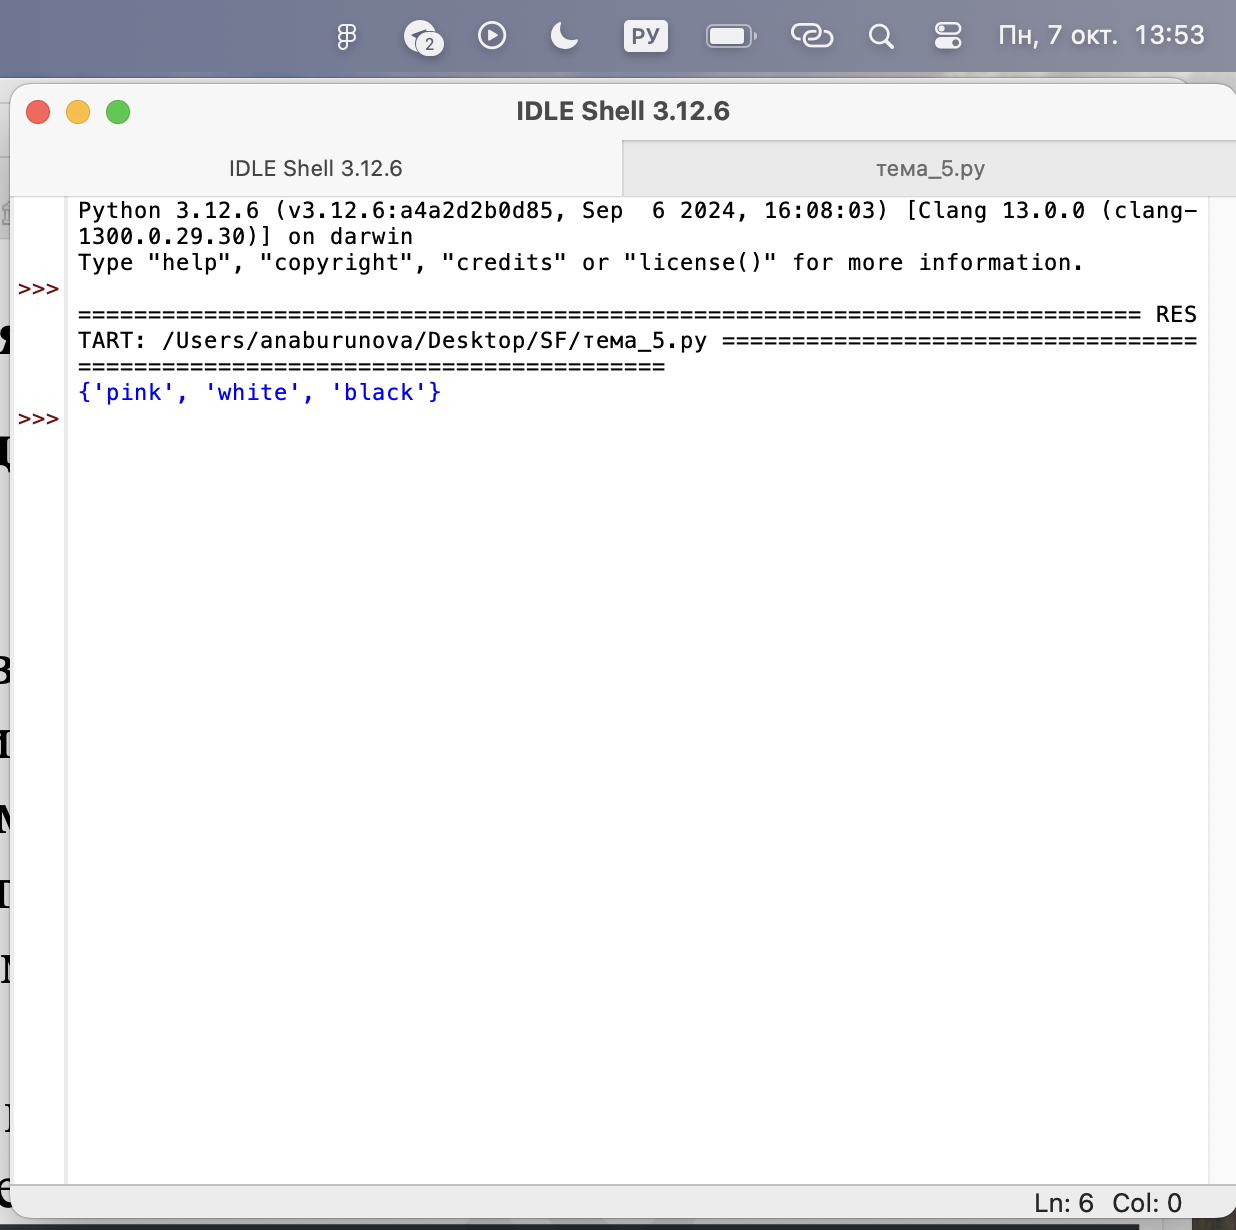 2 РУ Пн, 7 окт. 13:53
IDLE Shell 3.12.6
IDLE Shell 3.12.6 тема_5.py
Python 3.12.6 (v3.12.6:a4a2d2b0d85, Sep  6 2024, 16:08:03) [Clang 13.0.0 (clang-
1300.0.29.30)] on darwin
Type "help", "copyright", "credits" or "license()" for more information.
>>>
============================================================================ RES
TART: /Users/anaburunova/Desktop/SF/тема_5.py ==================================
==========================================
{'pink', 'white', 'black'}
>>>
Ln: 6 Col: 0